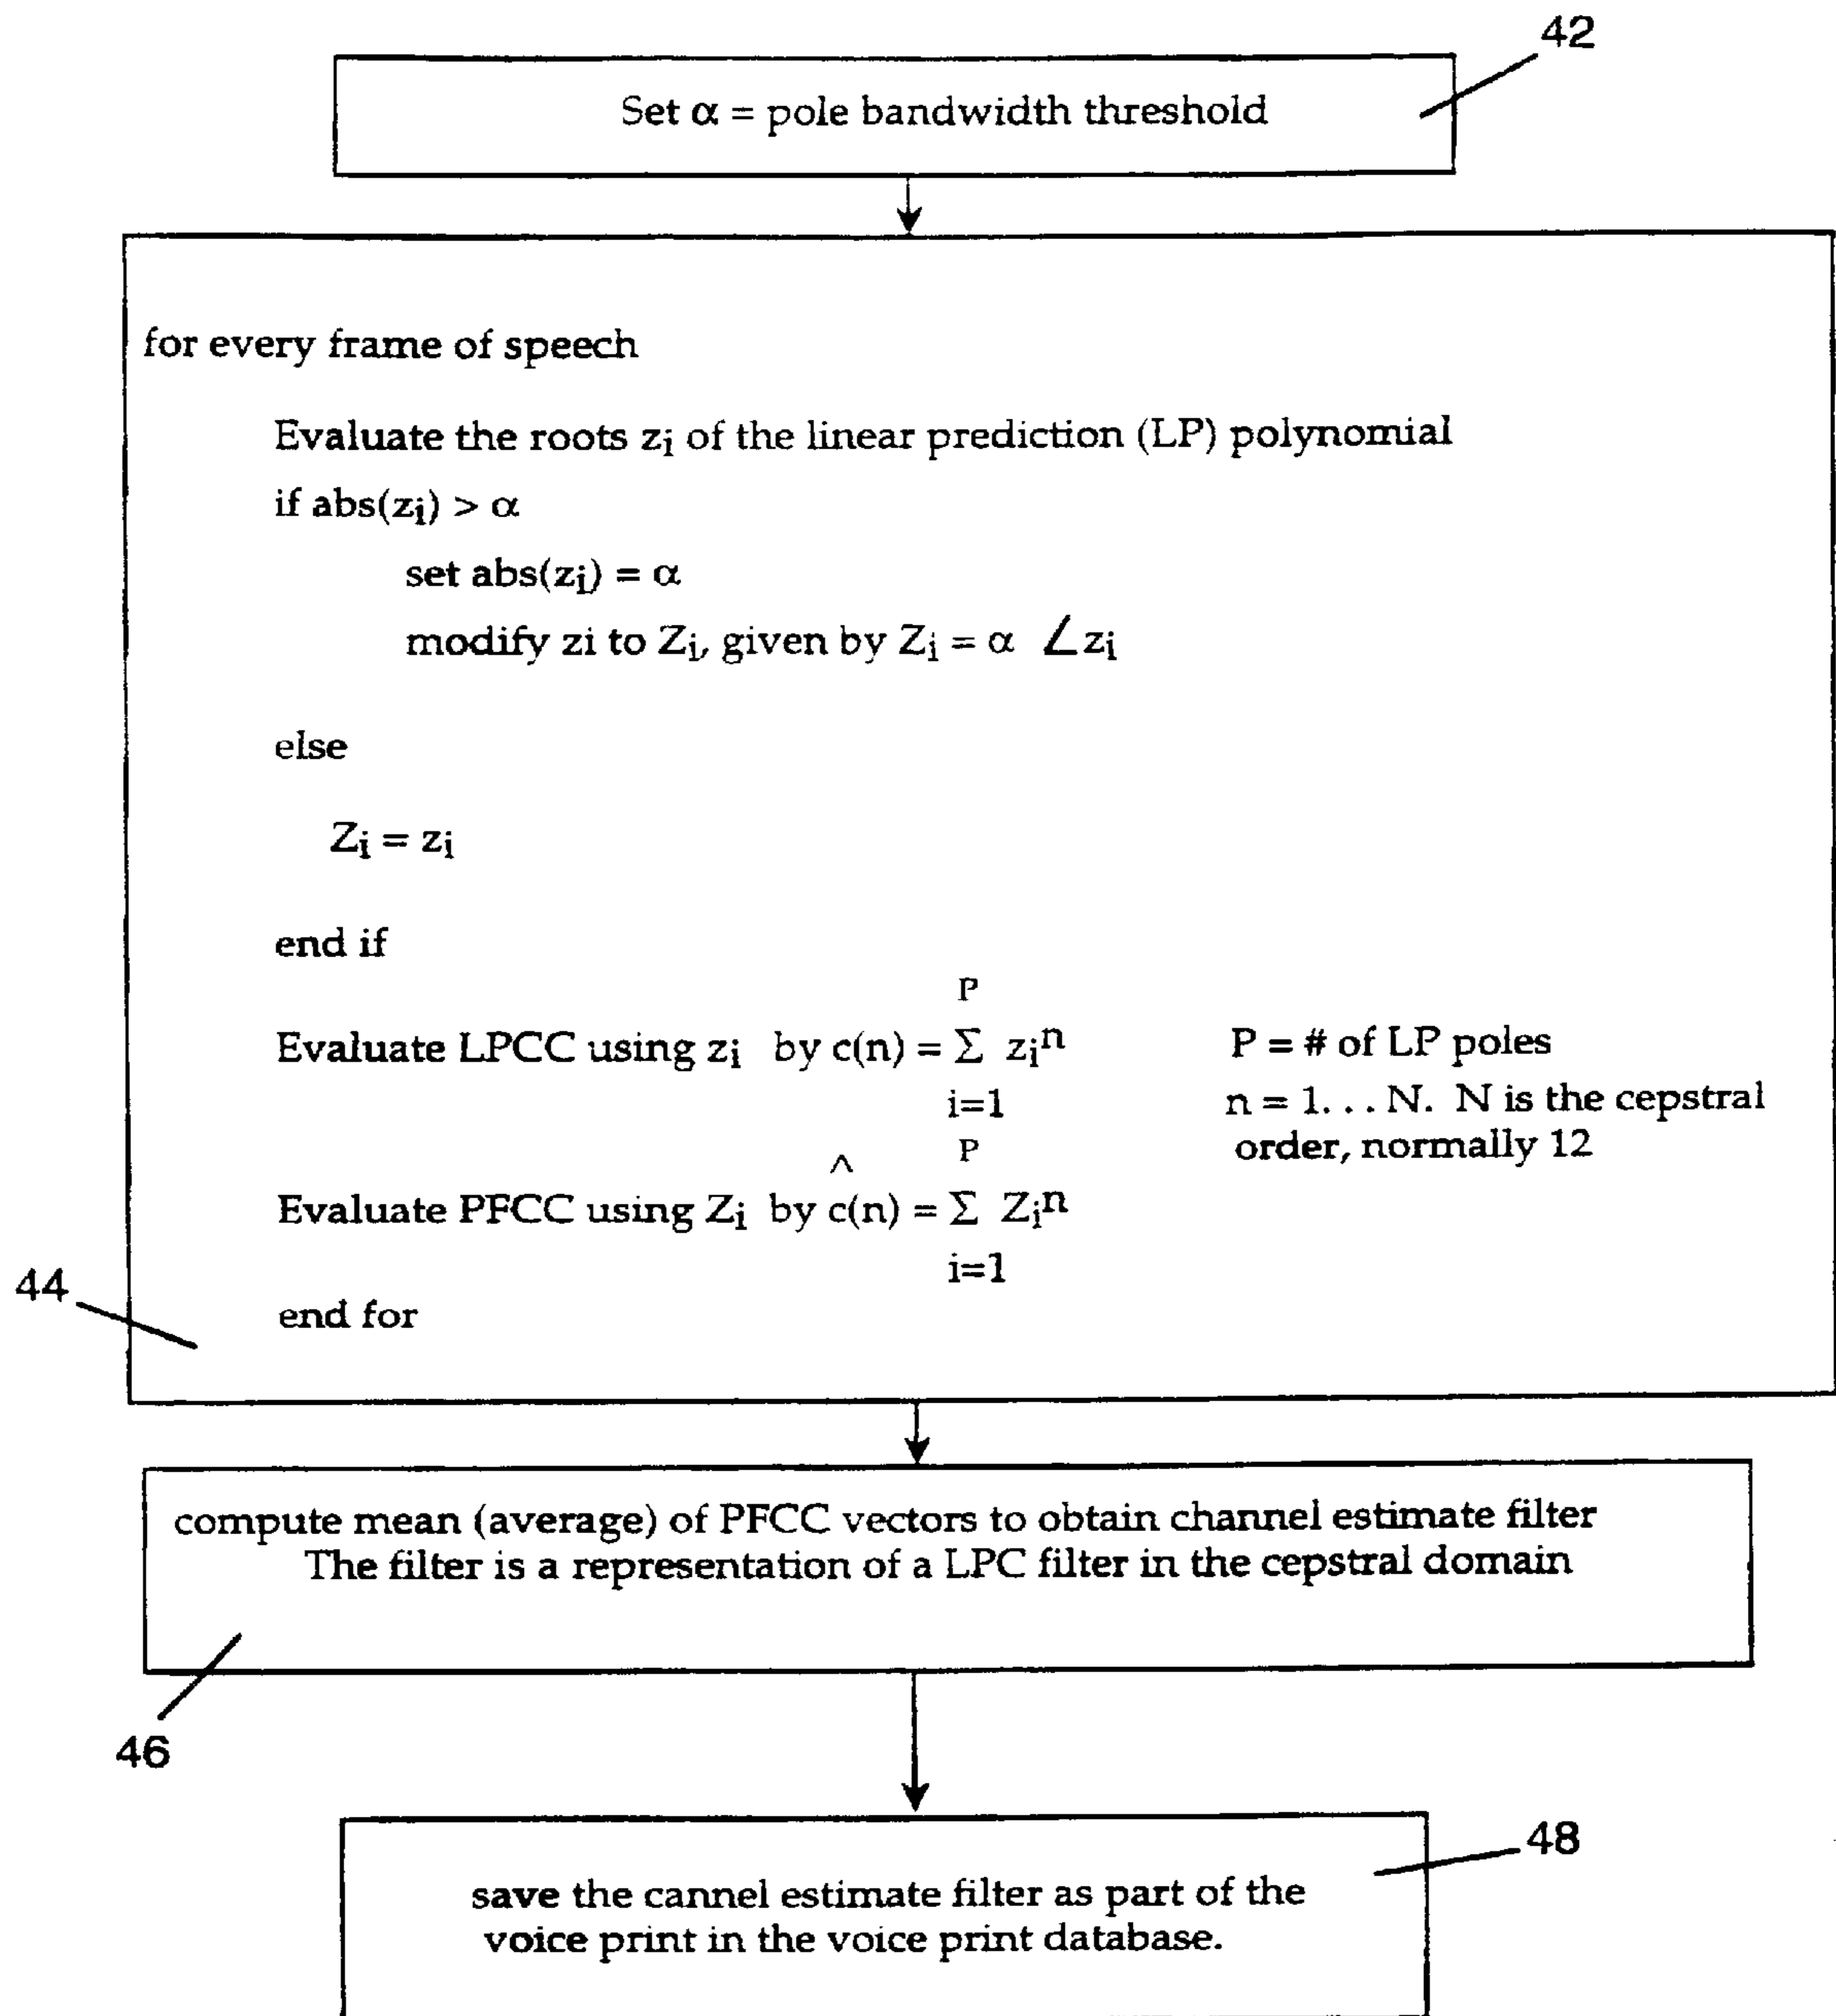 42
Set α = pole bandwidth threshold
for every frame of speech
Evaluate the roots zi of the linear prediction (LP) polynomial
if abs(zi) > α
set abs(zi) = α
modify zi to Zi, given by Zi = α ∠zi
else
Zi = zi
end if
P
Evaluate LPCC using zi by c(n) = Σ zi^n
P = # of LP poles
i=1
n = 1. . . N. N is the cepstral
order, normally 12
P
^
Evaluate PFCC using Zi by c(n) = Σ Zi^n
i=1
44
end for
compute mean (average) of PFCC vectors to obtain channel estimate filter
The filter is a representation of a LPC filter in the cepstral domain
46
48
save the cannel estimate filter as part of the
voice print in the voice print database.